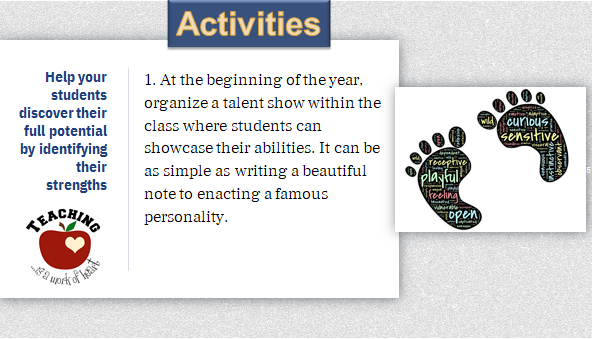 Activities
Help your
students
discover their
full potential
by identifying
their
strengths
TEACHING
...is a work of heart
1. At the beginning of the year,
organize a talent show within the
class where students can
showcase their abilities. It can be
as simple as writing a beautiful
note to enacting a famous
personality.
wild
curious
sensitive
instinctive
observant
wild
receptive
playful
feeling
vulnerable
open